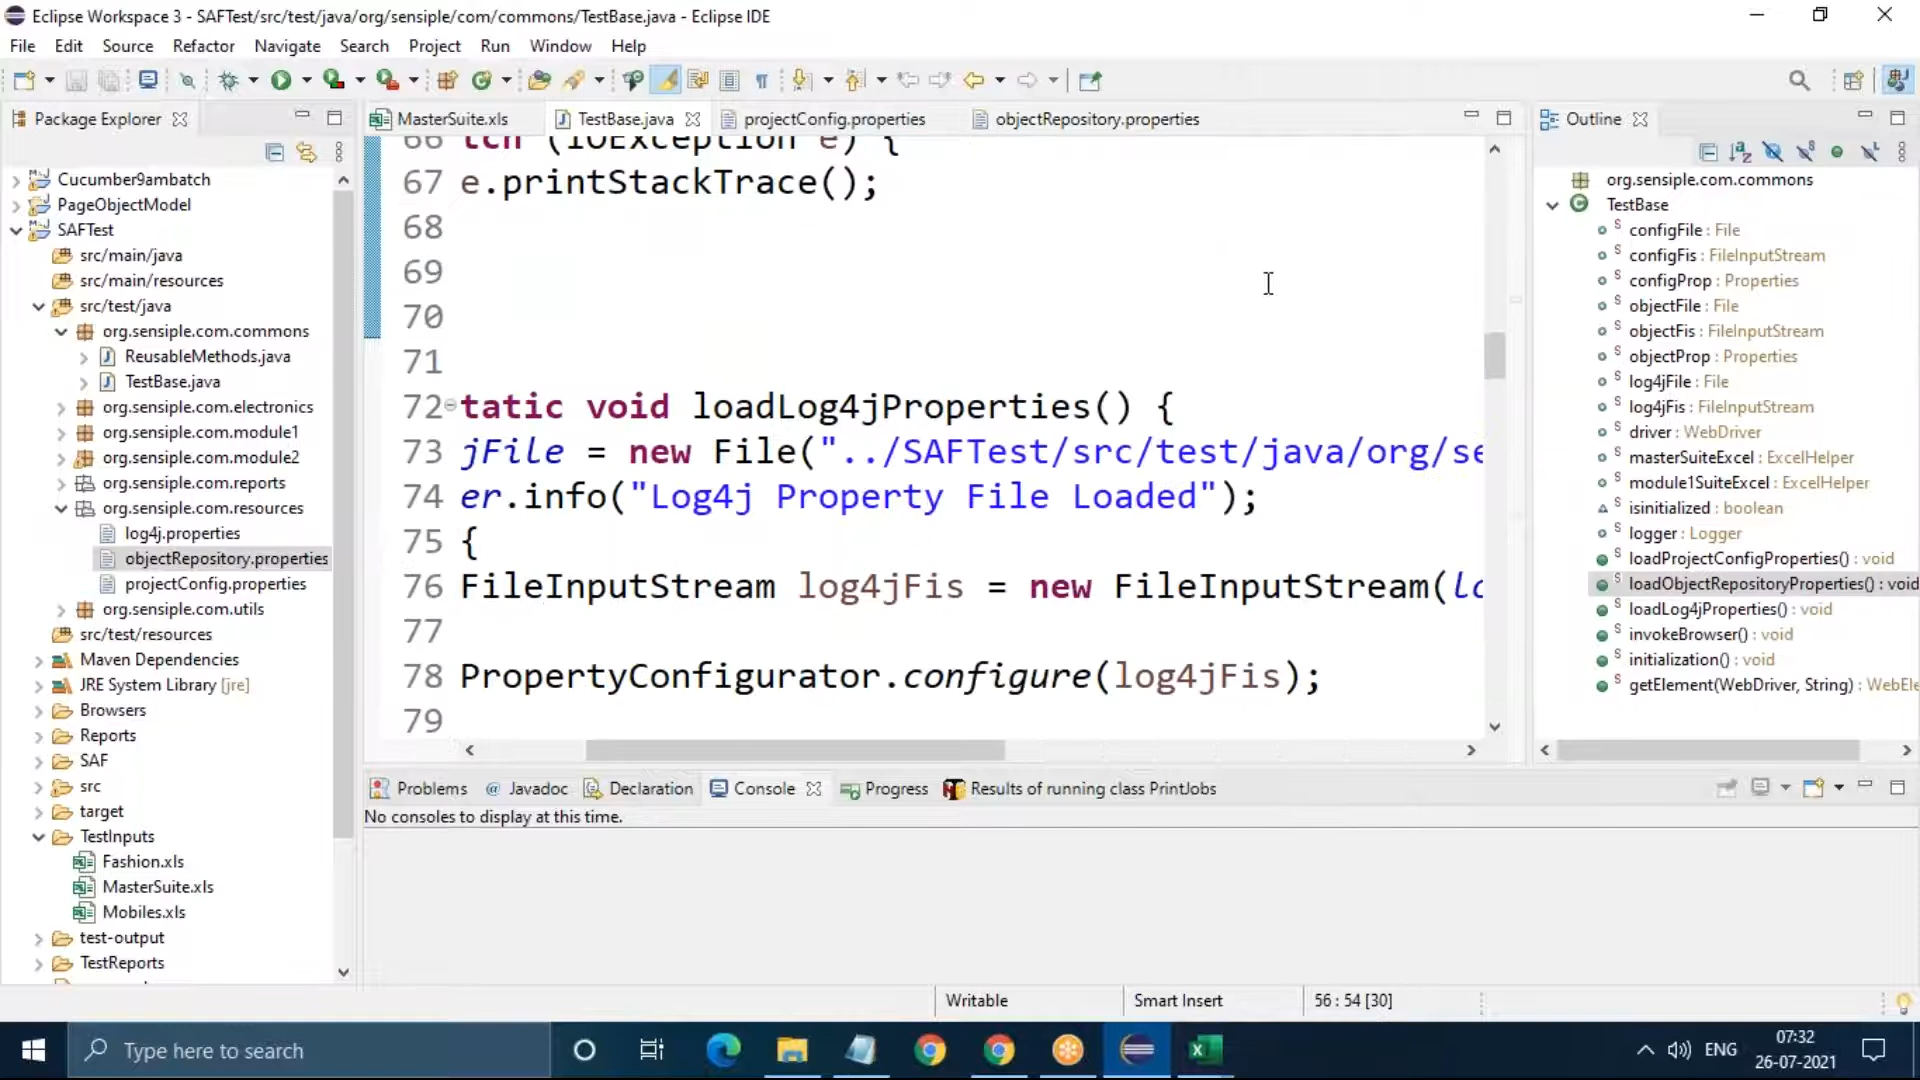 Eclipse Workspace 3 - SAFTest/src/test/java/org/sensiple/com/commons/TestBase.java - Eclipse IDE
File Edit Source Refactor Navigate Search Project Run Window Help
Package Explorer
MasterSuite.xls TestBase.java projectConfig.properties objectRepository.properties
Outline
Cucumber9ambatch
PageObjectModel
SAFTest
src/main/java
src/main/resources
src/test/java
org.sensiple.com.commons
ReusableMethods.java
TestBase.java
org.sensiple.com.electronics
org.sensiple.com.module1
org.sensiple.com.module2
org.sensiple.com.reports
org.sensiple.com.resources
log4j.properties
objectRepository.properties
projectConfig.properties
org.sensiple.com.utils
src/test/resources
Maven Dependencies
JRE System Library [jre]
Browsers
Reports
SAF
src
target
TestInputs
Fashion.xls
MasterSuite.xls
Mobiles.xls
test-output
TestReports
66 tch (IOException e) {
67 e.printStackTrace();
68
69
70
71
72 tatic void loadLog4jProperties() {
73 jFile = new File("../SAFTest/src/test/java/org/se
74 er.info("Log4j Property File Loaded");
75 {
76 FileInputStream log4jFis = new FileInputStream(lo
77
78 PropertyConfigurator.configure(log4jFis);
79
org.sensiple.com.commons
TestBase
configFile : File
configFis : FileInputStream
configProp : Properties
objectFile : File
objectFis : FileInputStream
objectProp : Properties
log4jFile : File
log4jFis : FileInputStream
driver : WebDriver
masterSuiteExcel : ExcelHelper
module1SuiteExcel : ExcelHelper
isinitialized : boolean
logger : Logger
loadProjectConfigProperties() : void
loadObjectRepositoryProperties() : void
loadLog4jProperties() : void
invokeBrowser() : void
initialization() : void
getElement(WebDriver, String) : WebEle
Problems @ Javadoc Declaration Console Progress Results of running class PrintJobs
No consoles to display at this time.
Writable Smart Insert 56 : 54 [30]
Type here to search
ENG
07:32
26-07-2021